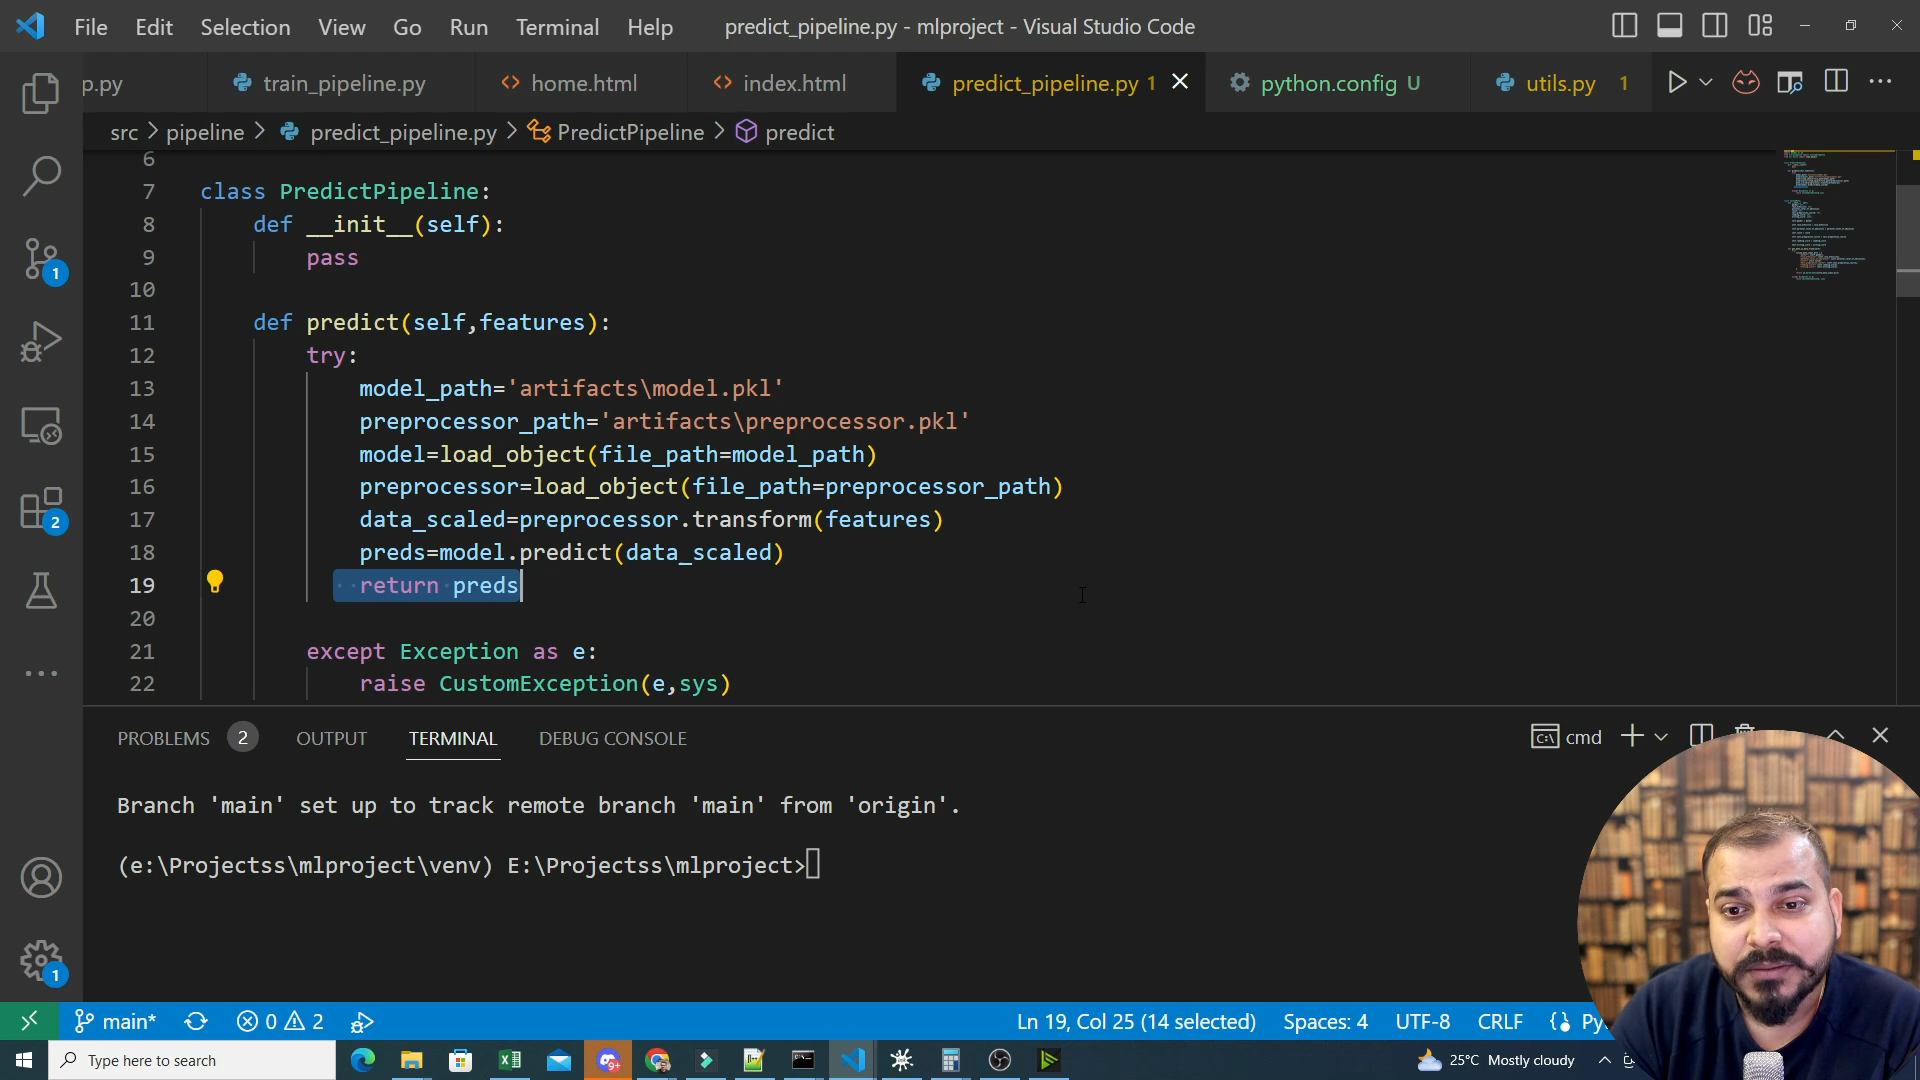 File Edit Selection View Go Run Terminal Help predict_pipeline.py - mlproject - Visual Studio Code
p.py train_pipeline.py home.html index.html predict_pipeline.py 1 python.config U utils.py 1
src > pipeline > predict_pipeline.py > PredictPipeline > predict
6
7 class PredictPipeline:
8 def __init__(self):
9 pass
10
11 def predict(self,features):
12 try:
13 model_path='artifacts\model.pkl'
14 preprocessor_path='artifacts\preprocessor.pkl'
15 model=load_object(file_path=model_path)
16 preprocessor=load_object(file_path=preprocessor_path)
17 data_scaled=preprocessor.transform(features)
18 preds=model.predict(data_scaled)
19 return preds
20
21 except Exception as e:
22 raise CustomException(e,sys)
1
2
1
PROBLEMS 2 OUTPUT TERMINAL DEBUG CONSOLE cmd
Branch 'main' set up to track remote branch 'main' from 'origin'.
(e:\Projectss\mlproject\venv) E:\Projectss\mlproject>
main* 0 2 Ln 19, Col 25 (14 selected) Spaces: 4 UTF-8 CRLF
Type here to search 9+ 25°C Mostly cloudy